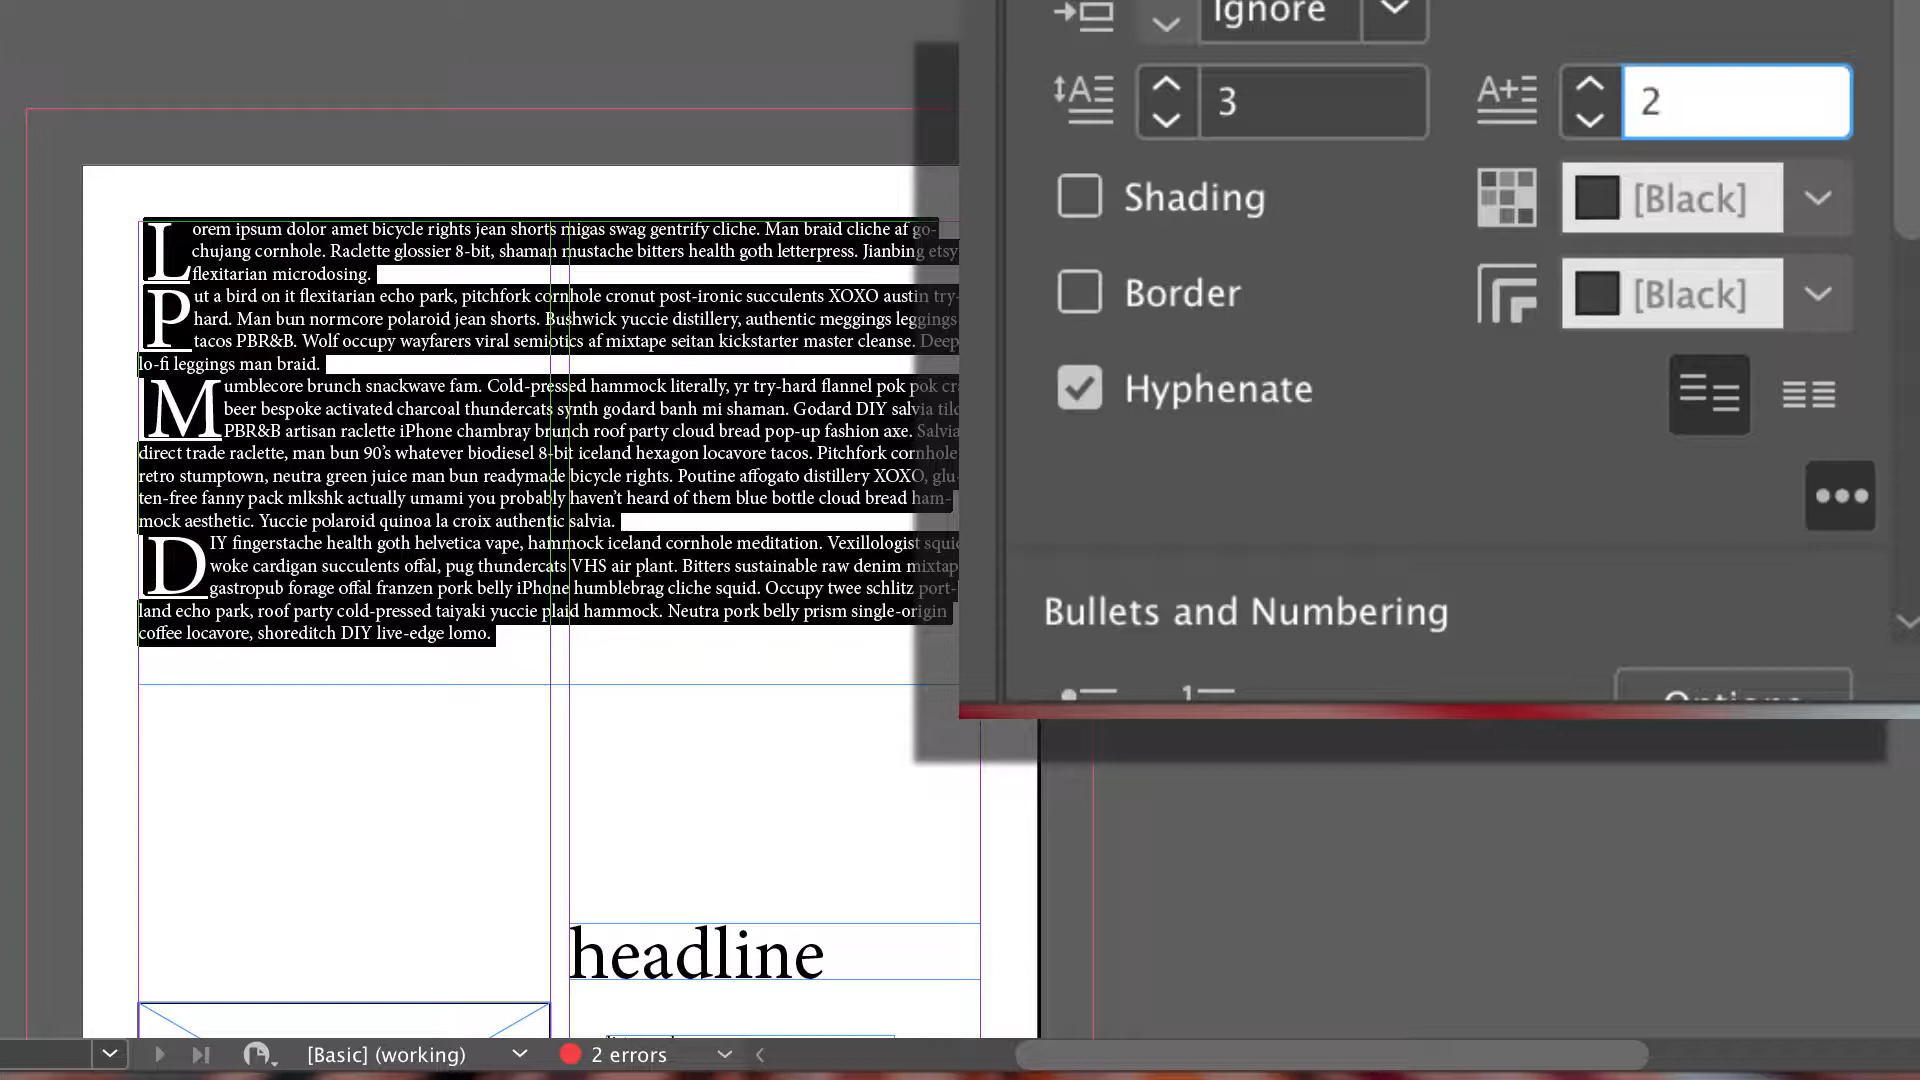 Ignore
3
2
Shading
[Black]
Border
[Black]
Hyphenate
Bullets and Numbering
Lorem ipsum dolor amet bicycle rights jean shorts migas swag gentrify cliche. Man braid cliche af go-
chujang cornhole. Raclette glossier 8-bit, shaman mustache bitters health goth letterpress. Jianbing etsy
flexitarian microdosing.
Put a bird on it flexitarian echo park, pitchfork cornhole cronut post-ironic succulents XOXO austin try-
hard. Man bun normcore polaroid jean shorts. Bushwick yuccie distillery, authentic meggings leggings
tacos PBR&B. Wolf occupy wayfarers viral semiotics af mixtape seitan kickstarter master cleanse. Deep
lo-fi leggings man braid.
Mumblecore brunch snackwave fam. Cold-pressed hammock literally, yr try-hard flannel pok pok
beer bespoke activated charcoal thundercats synth godard banh mi shaman. Godard DIY salvia
PBR&B artisan raclette iPhone chambray brunch roof party cloud bread pop-up fashion axe. Salvia
direct trade raclette, man bun 90’s whatever biodiesel 8-bit iceland hexagon locavore tacos. Pitchfork cornhole
retro stumptown, neutra green juice man bun readymade bicycle rights. Poutine affogato distillery XOXO, glu-
ten-free fanny pack mlkshk actually umami you probably haven’t heard of them blue bottle cloud bread ham-
mock aesthetic. Yuccie polaroid quinoa la croix authentic salvia.
DIY fingerstache health goth helvetica vape, hammock iceland cornhole meditation. Vexillologist
woke cardigan succulents offal, pug thundercats VHS air plant. Bitters sustainable raw denim
gastropub forage offal franzen pork belly iPhone humblebrag cliche squid. Occupy twee schlitz port-
land echo park, roof party cold-pressed taiyaki yuccie plaid hammock. Neutra pork belly prism single-origin
coffee locavore, shoreditch DIY live-edge lomo.
headline
[Basic] (working)
2 errors